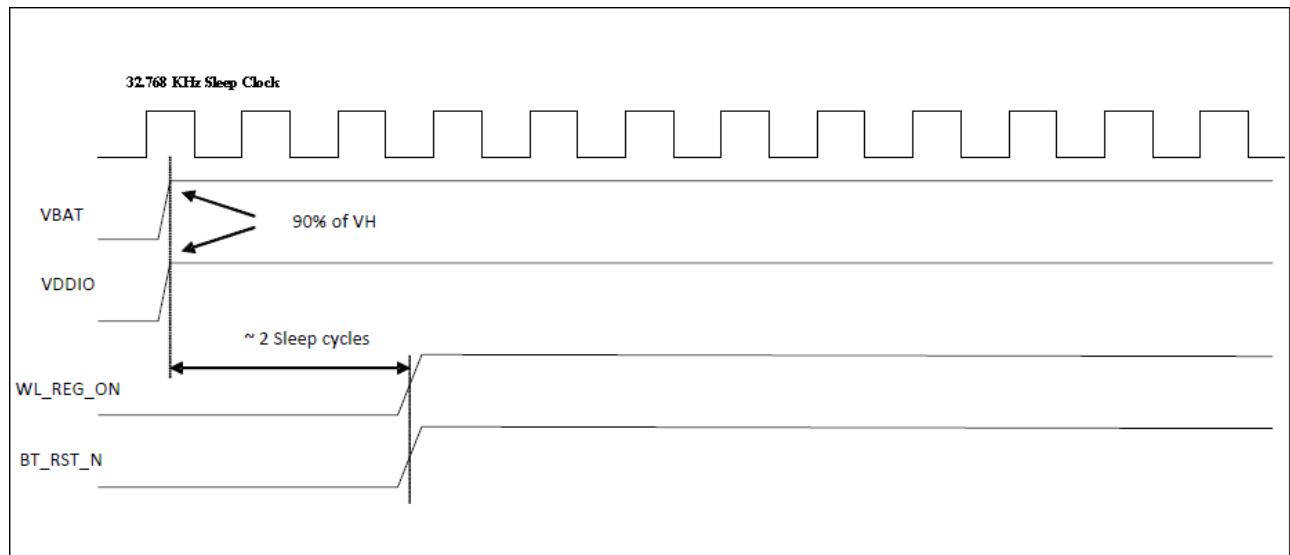 32.768 KHz Sleep Clock
VBAT
90% of VH
VDDIO
~ 2 Sleep cycles
WL_REG_ON
BT_RST_N